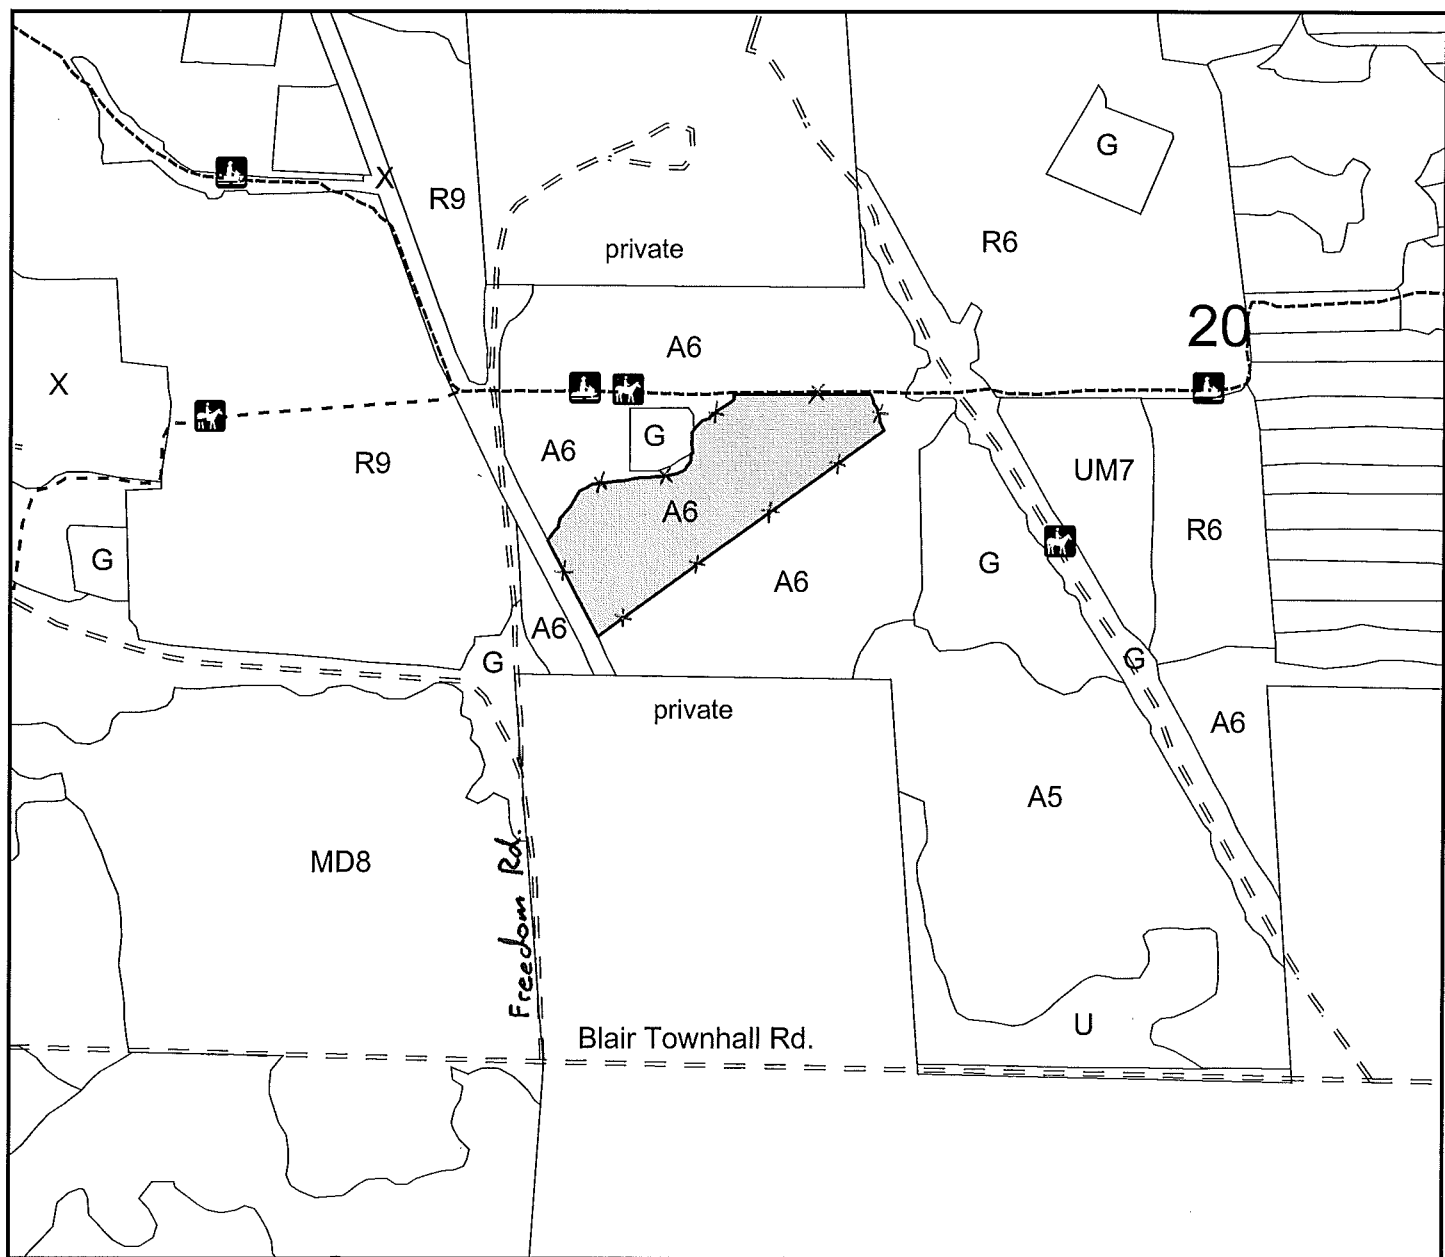 G
R9
private
R6
20
A6
X
X
A6
G
R9
A6
UM7
R6
G
G
A6
A6
G
G
private
A6
A5
MD8
Freedom Rd.
U
Blair Townhall Rd.